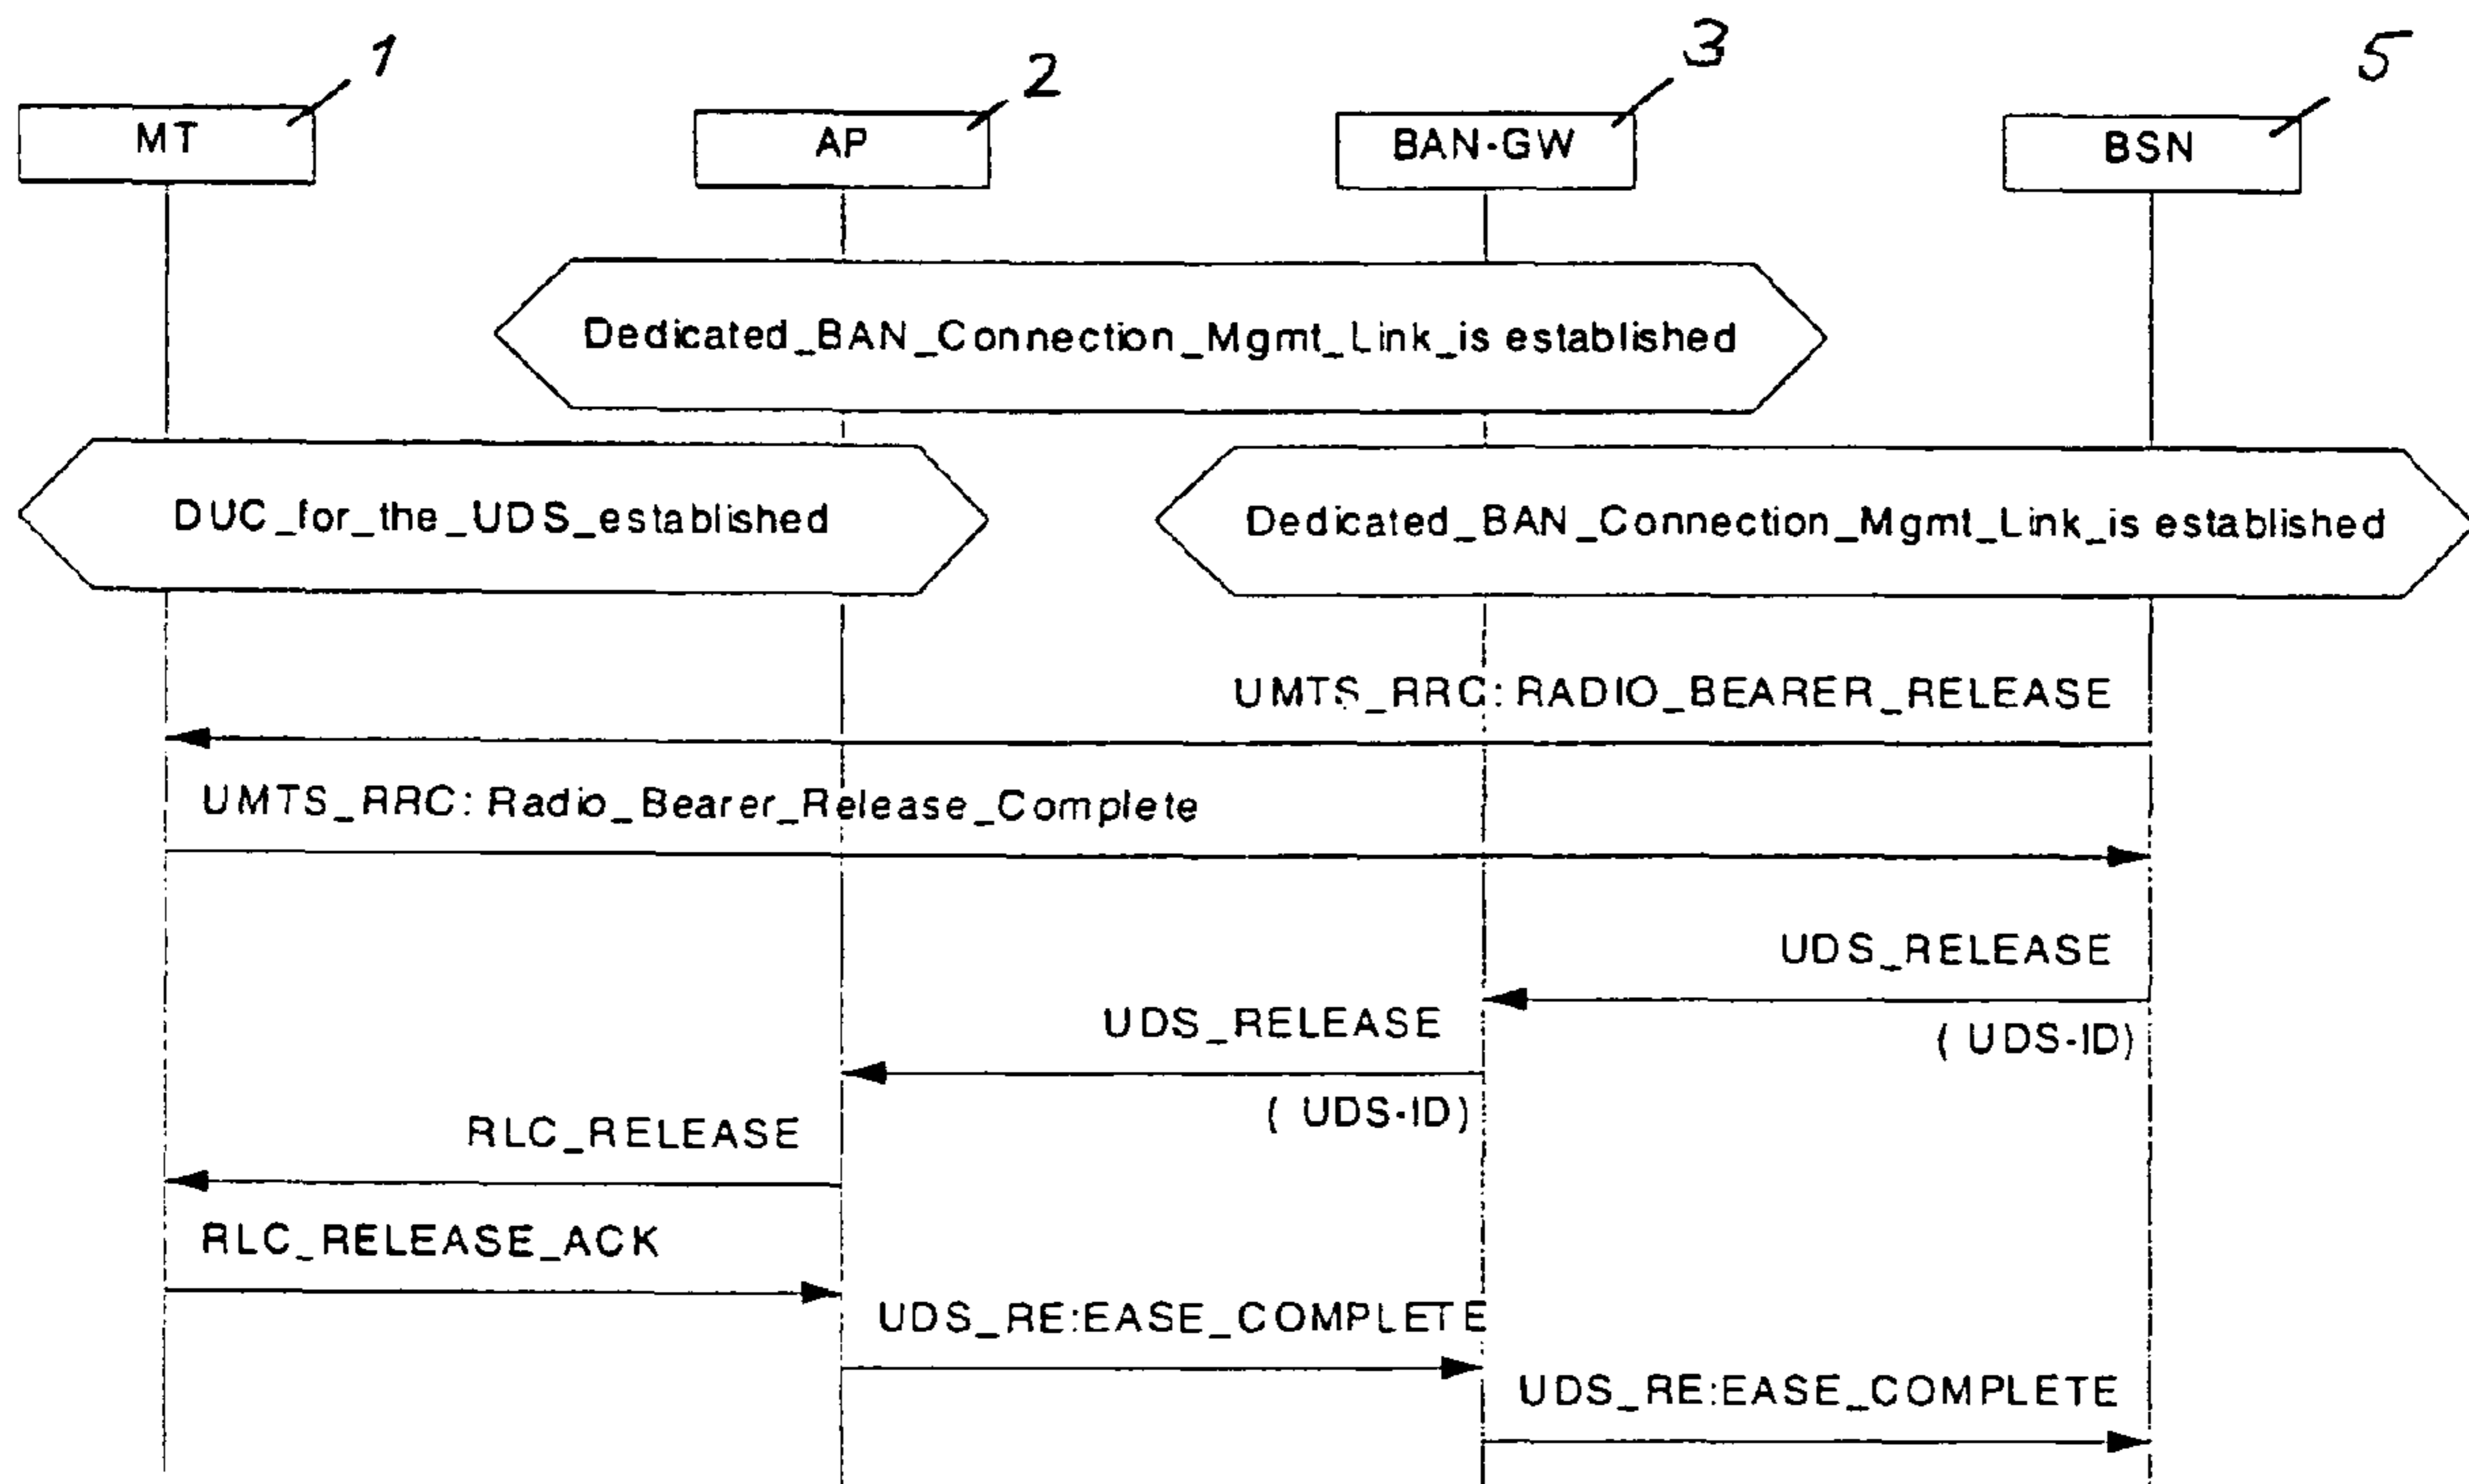 1
2
3
5
MT
AP
BAN-GW
BSN
Dedicated_BAN_Connection_Mgmt_Link_is established
DUC_for_the_UDS_established
Dedicated_BAN_Connection_Mgmt_Link_is established
UMTS_RRC: RADIO_BEARER_RELEASE
UMTS_RRC: Radio_Bearer_Release_Complete
UDS_RELEASE
( UDS-ID)
UDS_RELEASE
( UDS-ID)
RLC_RELEASE
RLC_RELEASE_ACK
UDS_RE:EASE_COMPLETE
UDS_RE:EASE_COMPLETE